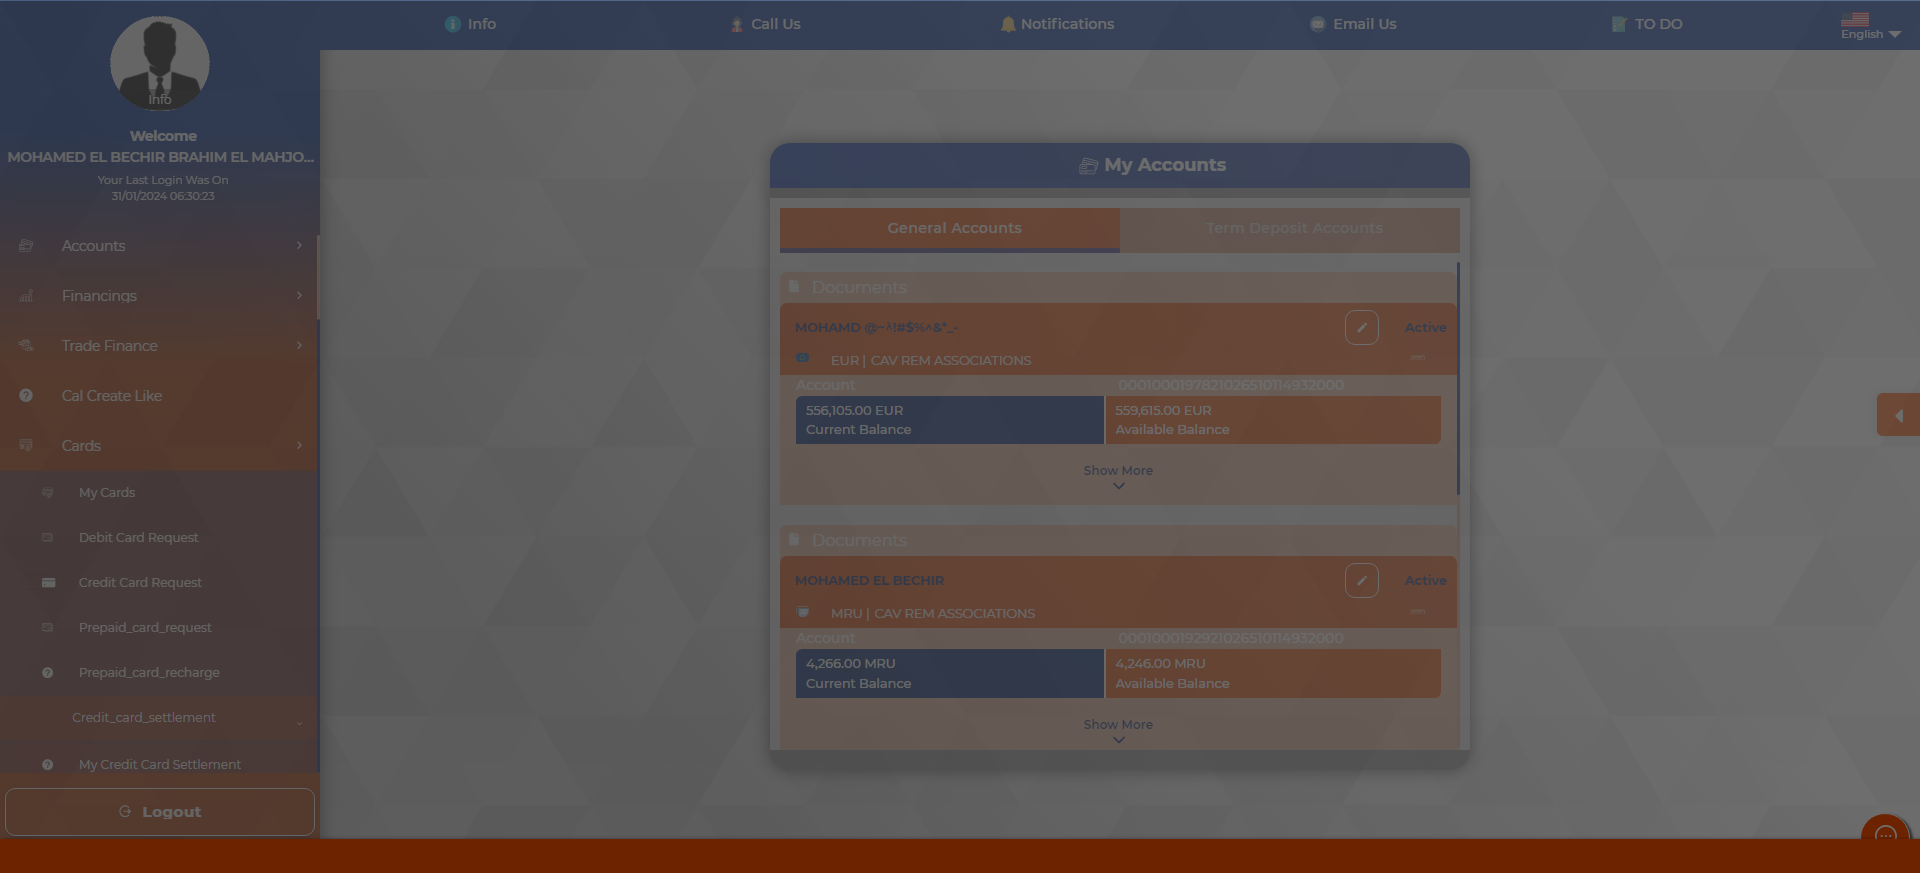 Info
Call Us
Notifications
Email Us
TO DO
English
Info
Welcome
MOHAMED EL BECHIR BRAHIM EL MAHJO...
Your Last Login Was On
31/01/2024 06:30:23
Accounts
Financings
Trade Finance
Cal Create Like
Cards
My Cards
Debit Card Request
Credit Card Request
Prepaid_card_request
Prepaid_card_recharge
Credit_card_settlement
My Credit Card Settlement
Logout
My Accounts
General Accounts
Term Deposit Accounts
Documents
MOHAMD
Active
EUR | CAV REM ASSOCIATIONS
Account
0001000197821026510114932000
556,105.00 EUR
Current Balance
559,615.00 EUR
Available Balance
Show More
Documents
MOHAMED EL BECHIR
Active
MRU | CAV REM ASSOCIATIONS
Account
0001000192921026510114932000
4,266.00 MRU
Current Balance
4,246.00 MRU
Available Balance
Show More